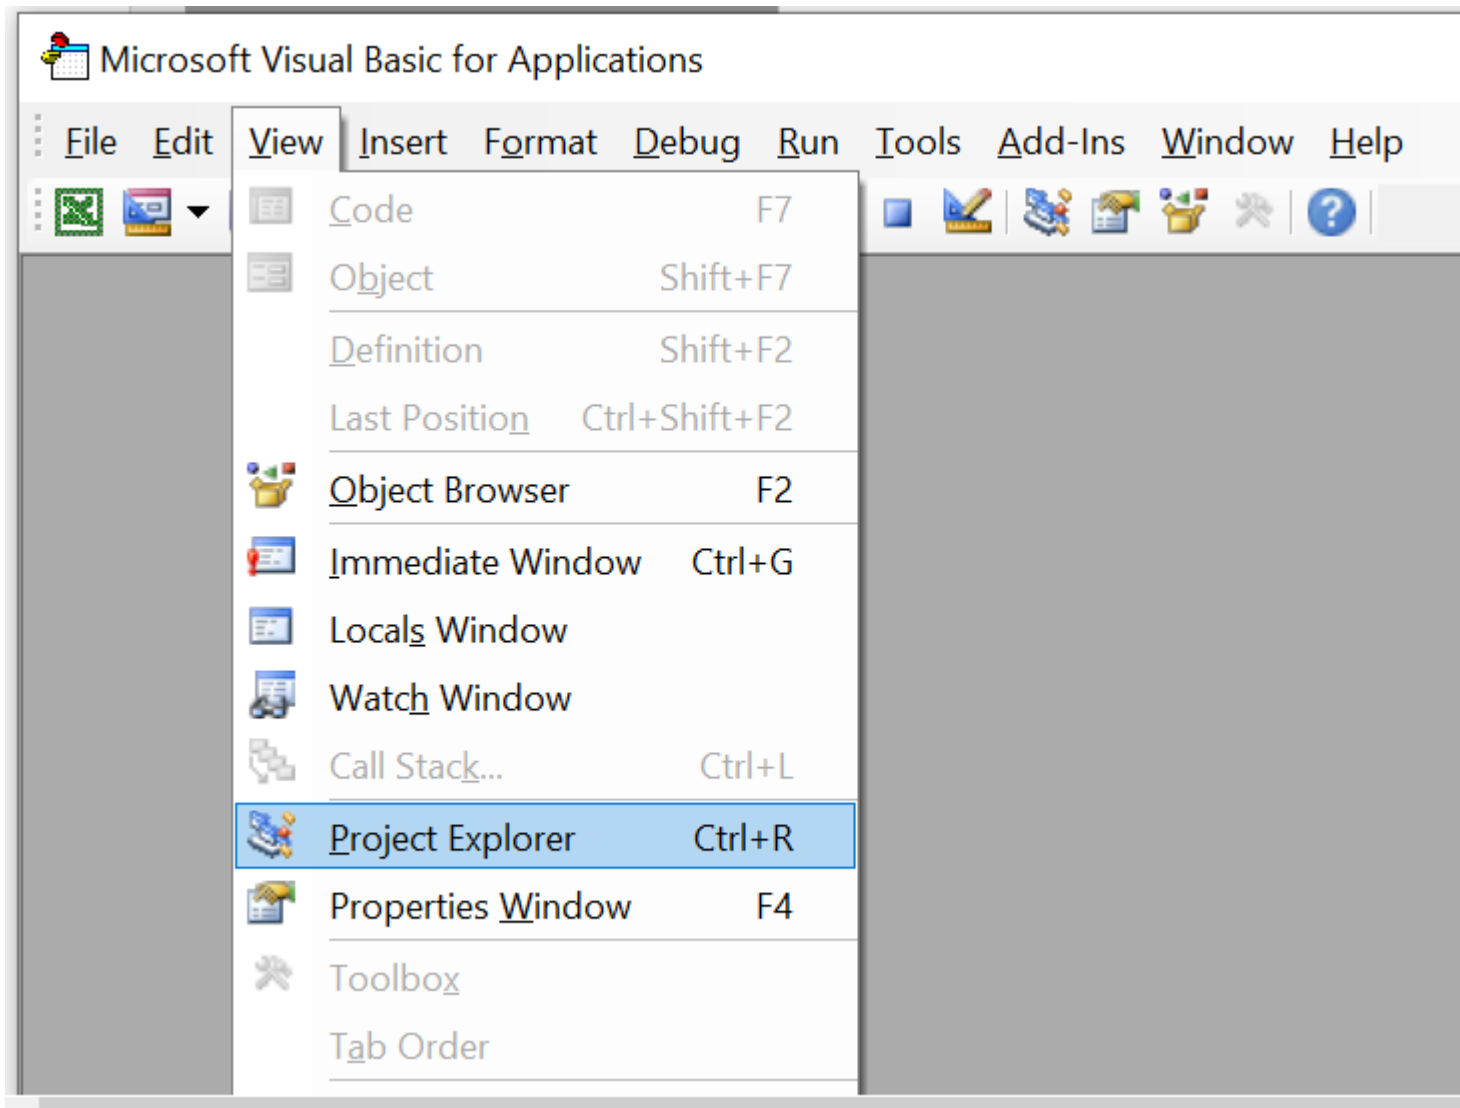 Microsoft Visual Basic for Applications
File Edit View Insert Format Debug Run Tools Add-Ins Window Help
Code F7
Object Shift+F7
Definition Shift+F2
Last Position Ctrl+Shift+F2
Object Browser F2
Immediate Window Ctrl+G
Locals Window
Watch Window
Call Stack... Ctrl+L
Project Explorer Ctrl+R
Properties Window F4
Toolbox
Tab Order